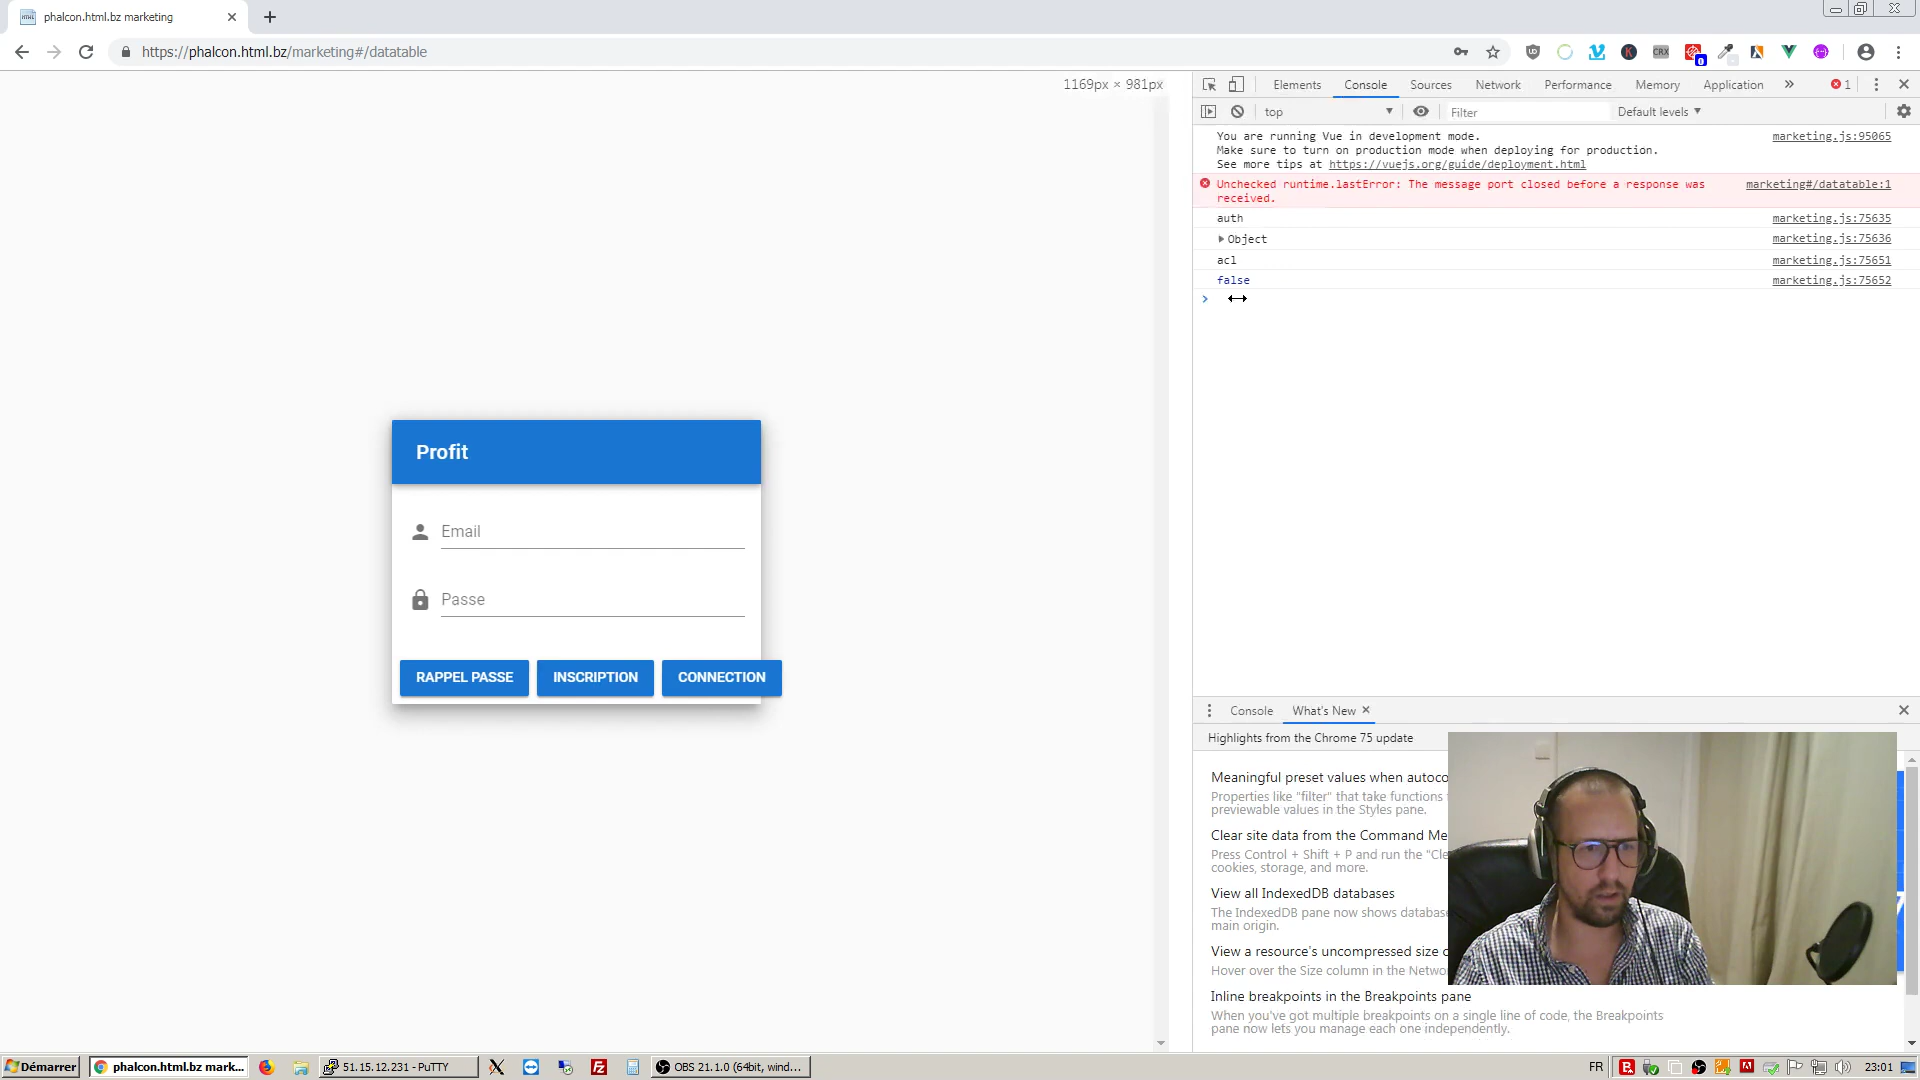 phalcon.html.bz marketing
https://phalcon.html.bz/marketing#/datatable
1169px × 981px
Profit
Email
Passe
RAPPEL PASSE
INSCRIPTION
CONNECTION
Elements
Console
Sources
Network
Performance
Memory
Application
1
top
Filter
Default levels
You are running Vue in development mode.
marketing.js:95065
Make sure to turn on production mode when deploying for production.
See more tips at https://vuejs.org/guide/deployment.html
Unchecked runtime.lastError: The message port closed before a response was
marketing#/datatable:1
received.
auth
marketing.js:75635
Object
marketing.js:75636
acl
marketing.js:75651
false
marketing.js:75652
Console
What's New
Highlights from the Chrome 75 update
Meaningful preset values when autoco
Properties like "filter" that take functions
previewable values in the Styles pane.
Clear site data from the Command Me
Press Control + Shift + P and run the "Cle
cookies, storage, and more.
View all IndexedDB databases
The IndexedDB pane now shows database
main origin.
View a resource's uncompressed size o
Hover over the Size column in the Netwo
Inline breakpoints in the Breakpoints pane
When you've got multiple breakpoints on a single line of code, the Breakpoints
pane now lets you manage each one independently.
Démarrer
phalcon.html.bz mark...
51.15.12.231 - PuTTY
OBS 21.1.0 (64bit, wind...
FR
23:01